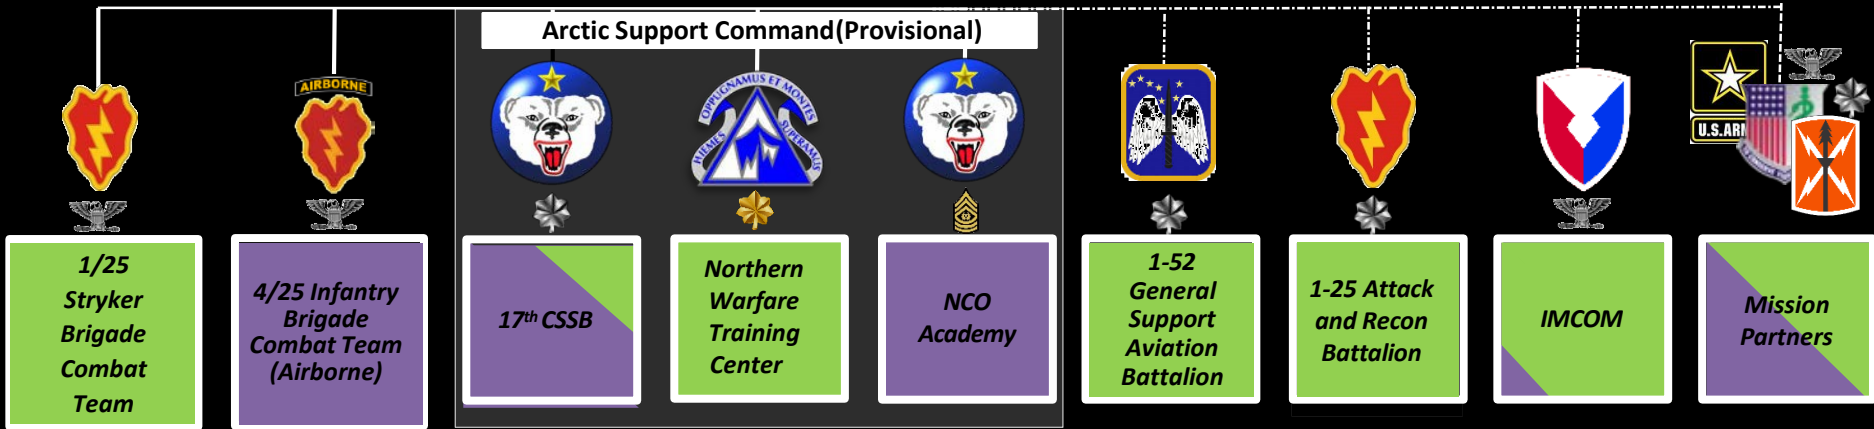 Arctic Support Command(Provisional)
AIRBORNE
OPPUGNAMUS ET MONTES
HIEMES
SUPERAMUS
U.S.ARM
1/25
Stryker
Brigade
Combat
Team
4/25 Infantry
Brigade
Combat Team
(Airborne)
17th CSSB
Northern
Warfare
Training
Center
NCO
Academy
1-52
General
Support
Aviation
Battalion
1-25 Attack
and Recon
Battalion
IMCOM
Mission
Partners